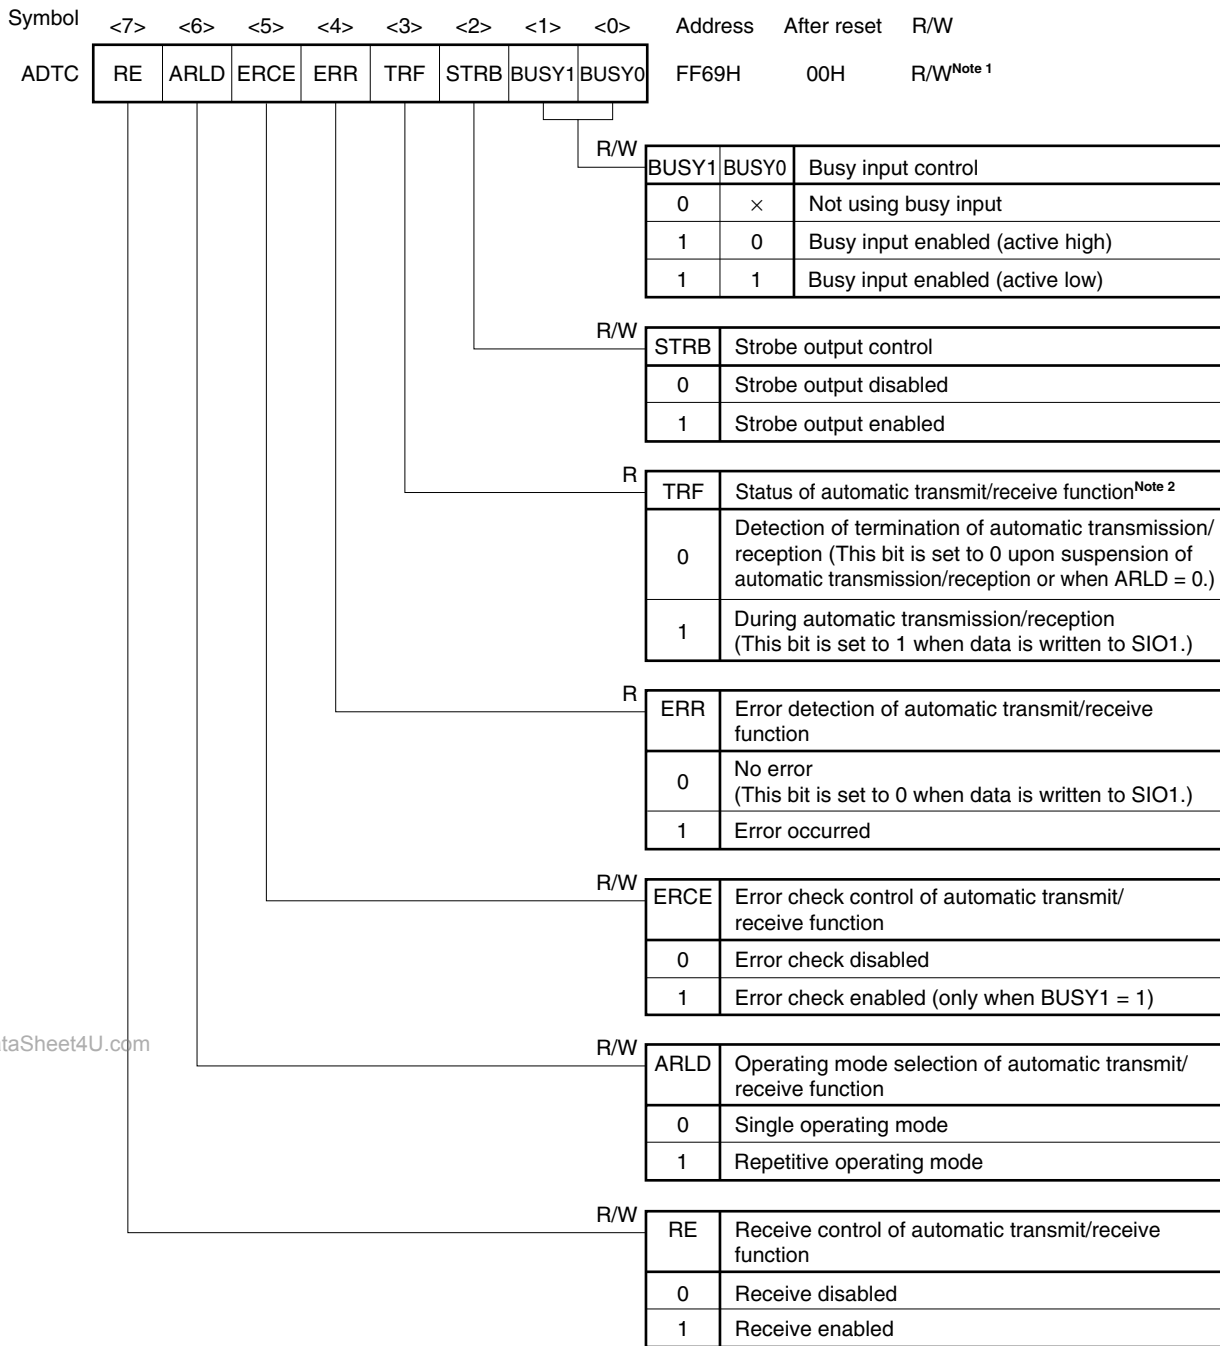 Symbol <7> <6> <5> <4> <3> <2> <1> <0> Address After reset R/W
ADTC RE ARLD ERCE ERR TRF STRB BUSY1 BUSY0 FF69H 00H R/W Note 1
R/W
BUSY1 BUSY0 Busy input control
0 × Not using busy input
1 0 Busy input enabled (active high)
1 1 Busy input enabled (active low)
R/W
STRB Strobe output control
0 Strobe output disabled
1 Strobe output enabled
R
TRF Status of automatic transmit/receive function Note 2
0 Detection of termination of automatic transmission/
reception (This bit is set to 0 upon suspension of
automatic transmission/reception or when ARLD = 0.)
1 During automatic transmission/reception
(This bit is set to 1 when data is written to SIO1.)
R
ERR Error detection of automatic transmit/receive
function
0 No error
(This bit is set to 0 when data is written to SIO1.)
1 Error occurred
R/W
ERCE Error check control of automatic transmit/
receive function
0 Error check disabled
1 Error check enabled (only when BUSY1 = 1)
taSheet4U.com
R/W
ARLD Operating mode selection of automatic transmit/
receive function
0 Single operating mode
1 Repetitive operating mode
R/W
RE Receive control of automatic transmit/receive
function
0 Receive disabled
1 Receive enabled